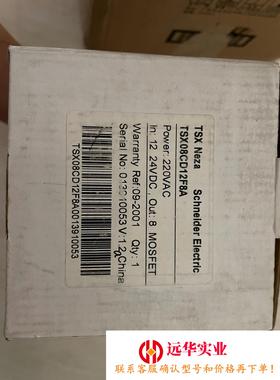 TSX Neza Schneider Electric
TSX08CD12F8A
Power: 220VAC
In: 12 24VDC , Out: 8 MOSFET
Warranty Ref:09-2001 Qty: 1
Serial No: 013910053 V:1.2 China
TSX08CD12F8A0013910053
远华实业
联系客服确认型号和价格再下单！